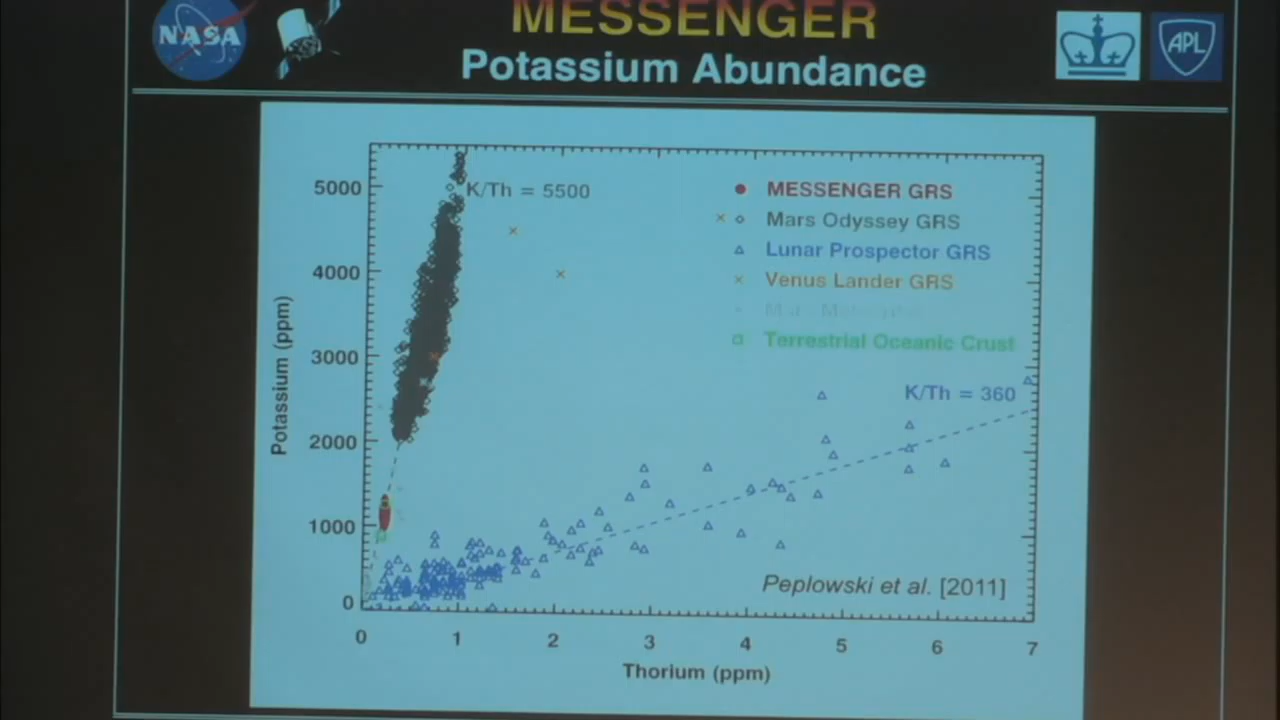 MESSENGER
NASA
APL
Potassium Abundance
5000
4000
3000
2000
1000
0
Potassium (ppm)
K/Th = 5500
MESSENGER GRS
Mars Odyssey GRS
Lunar Prospector GRS
Venus Lander GRS
Terrestrial Oceanic Crust
K/Th = 360
Peplowski et al. [2011]
0 1 2 3 4 5 6 7
Thorium (ppm)